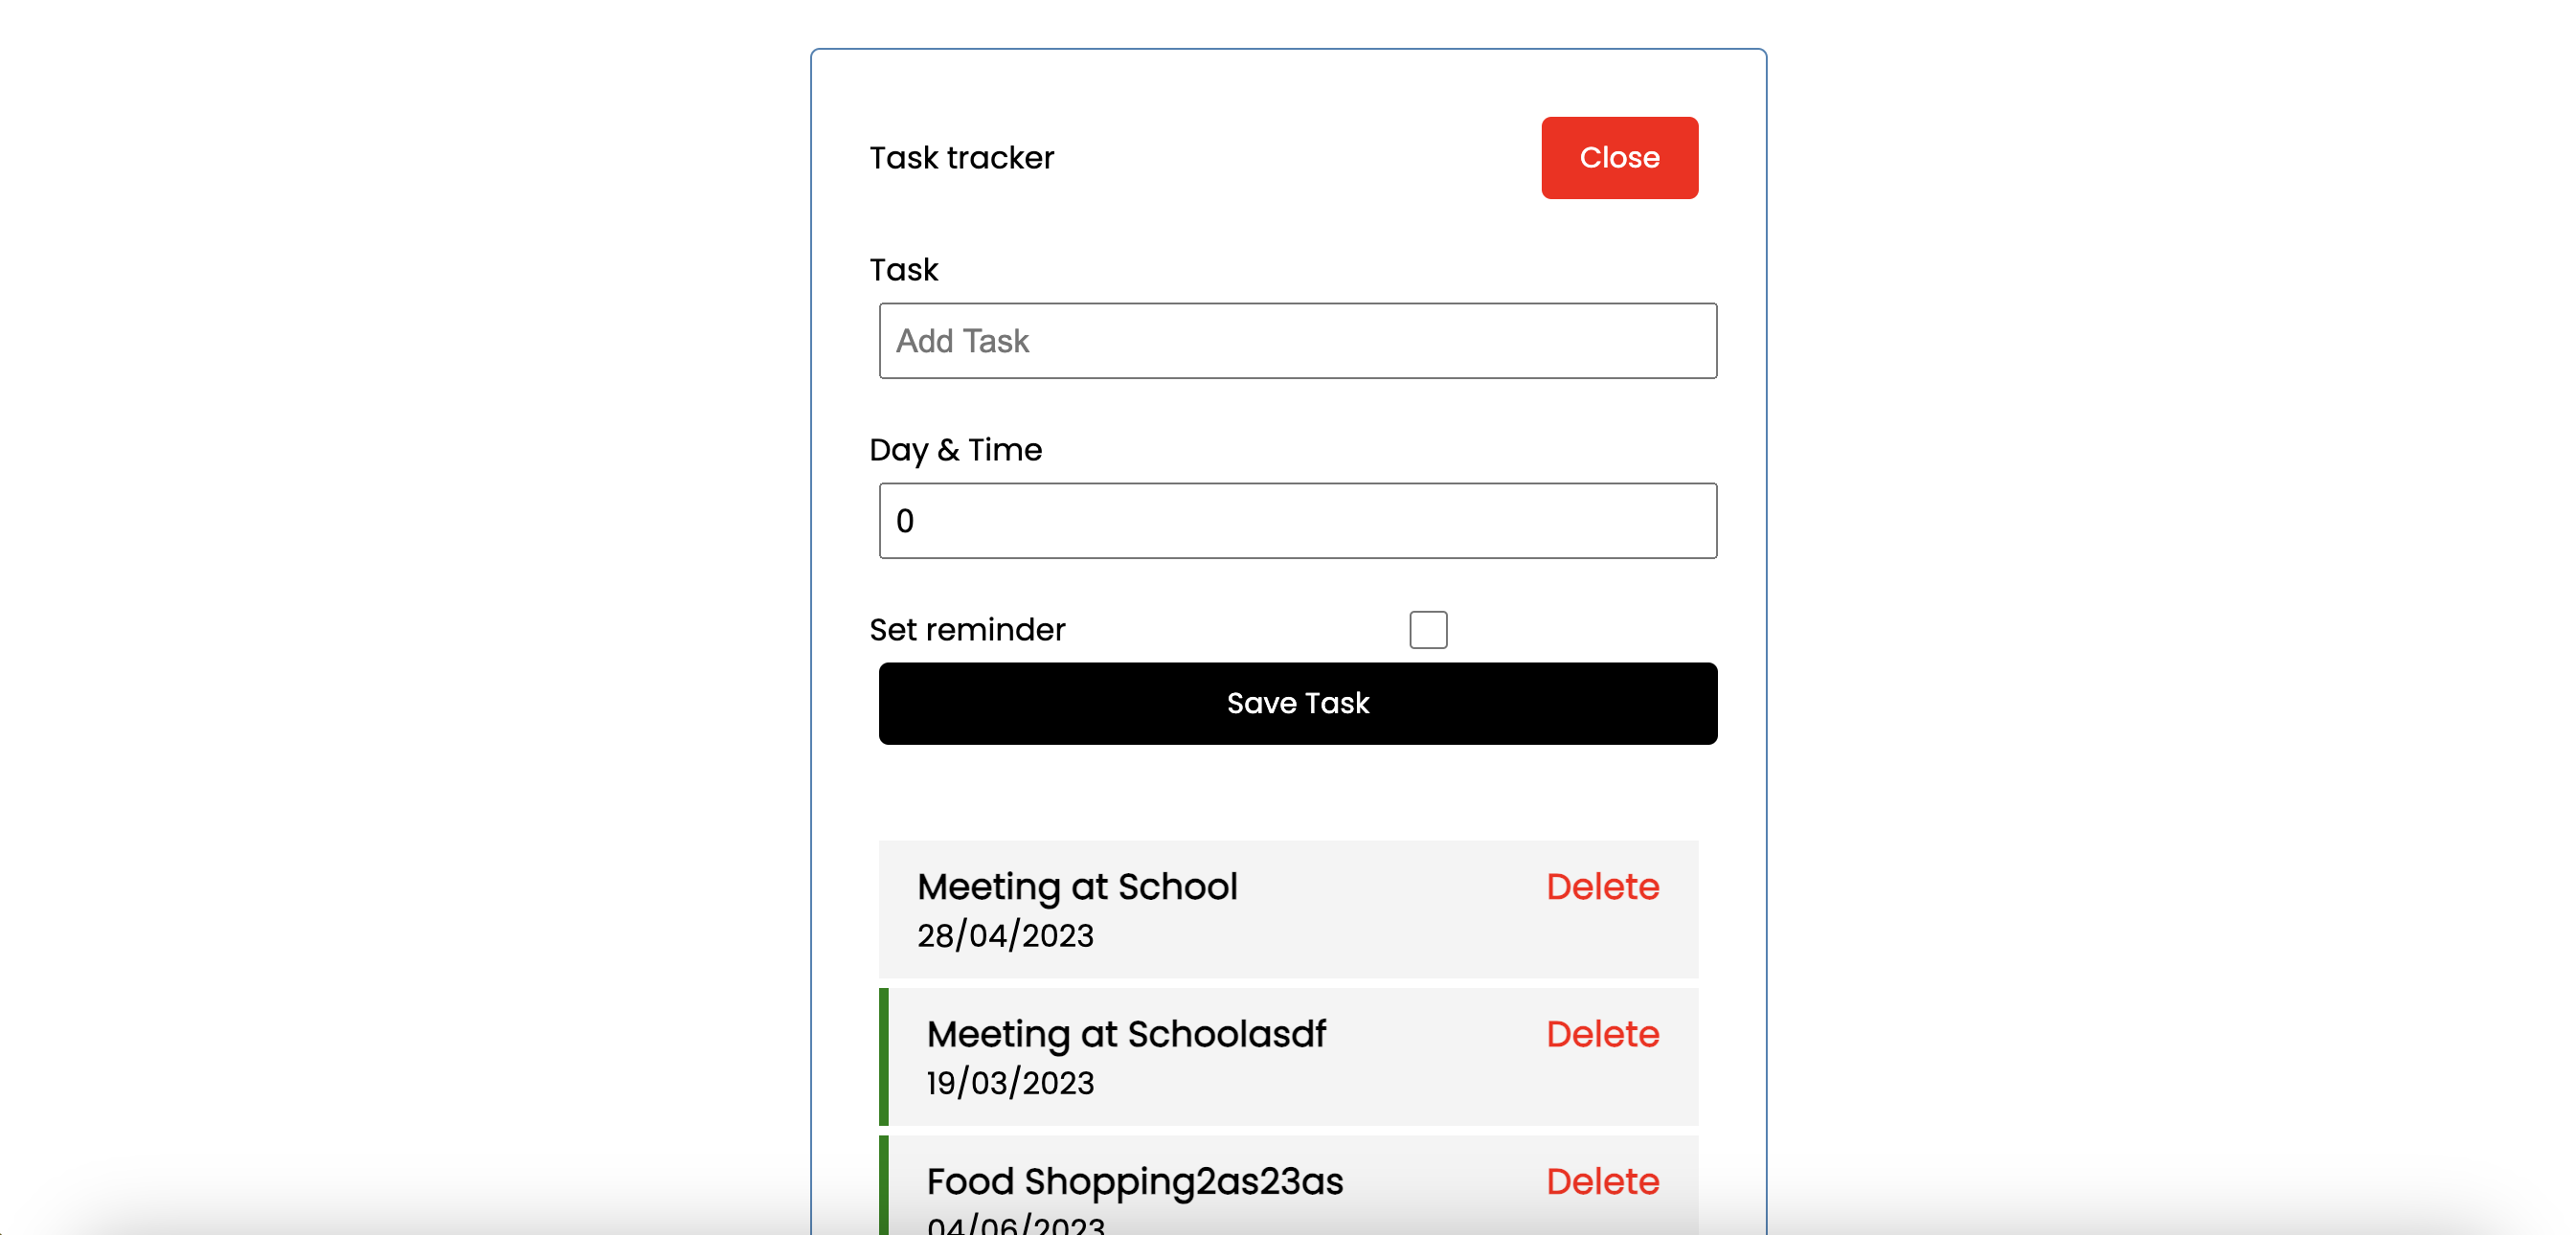 Task tracker
Close
Task
Add Task
Day & Time
0
Set reminder
Save Task
Meeting at School
Delete
28/04/2023
Meeting at Schoolasdf
Delete
19/03/2023
Food Shopping2as23as
Delete
04/06/2023